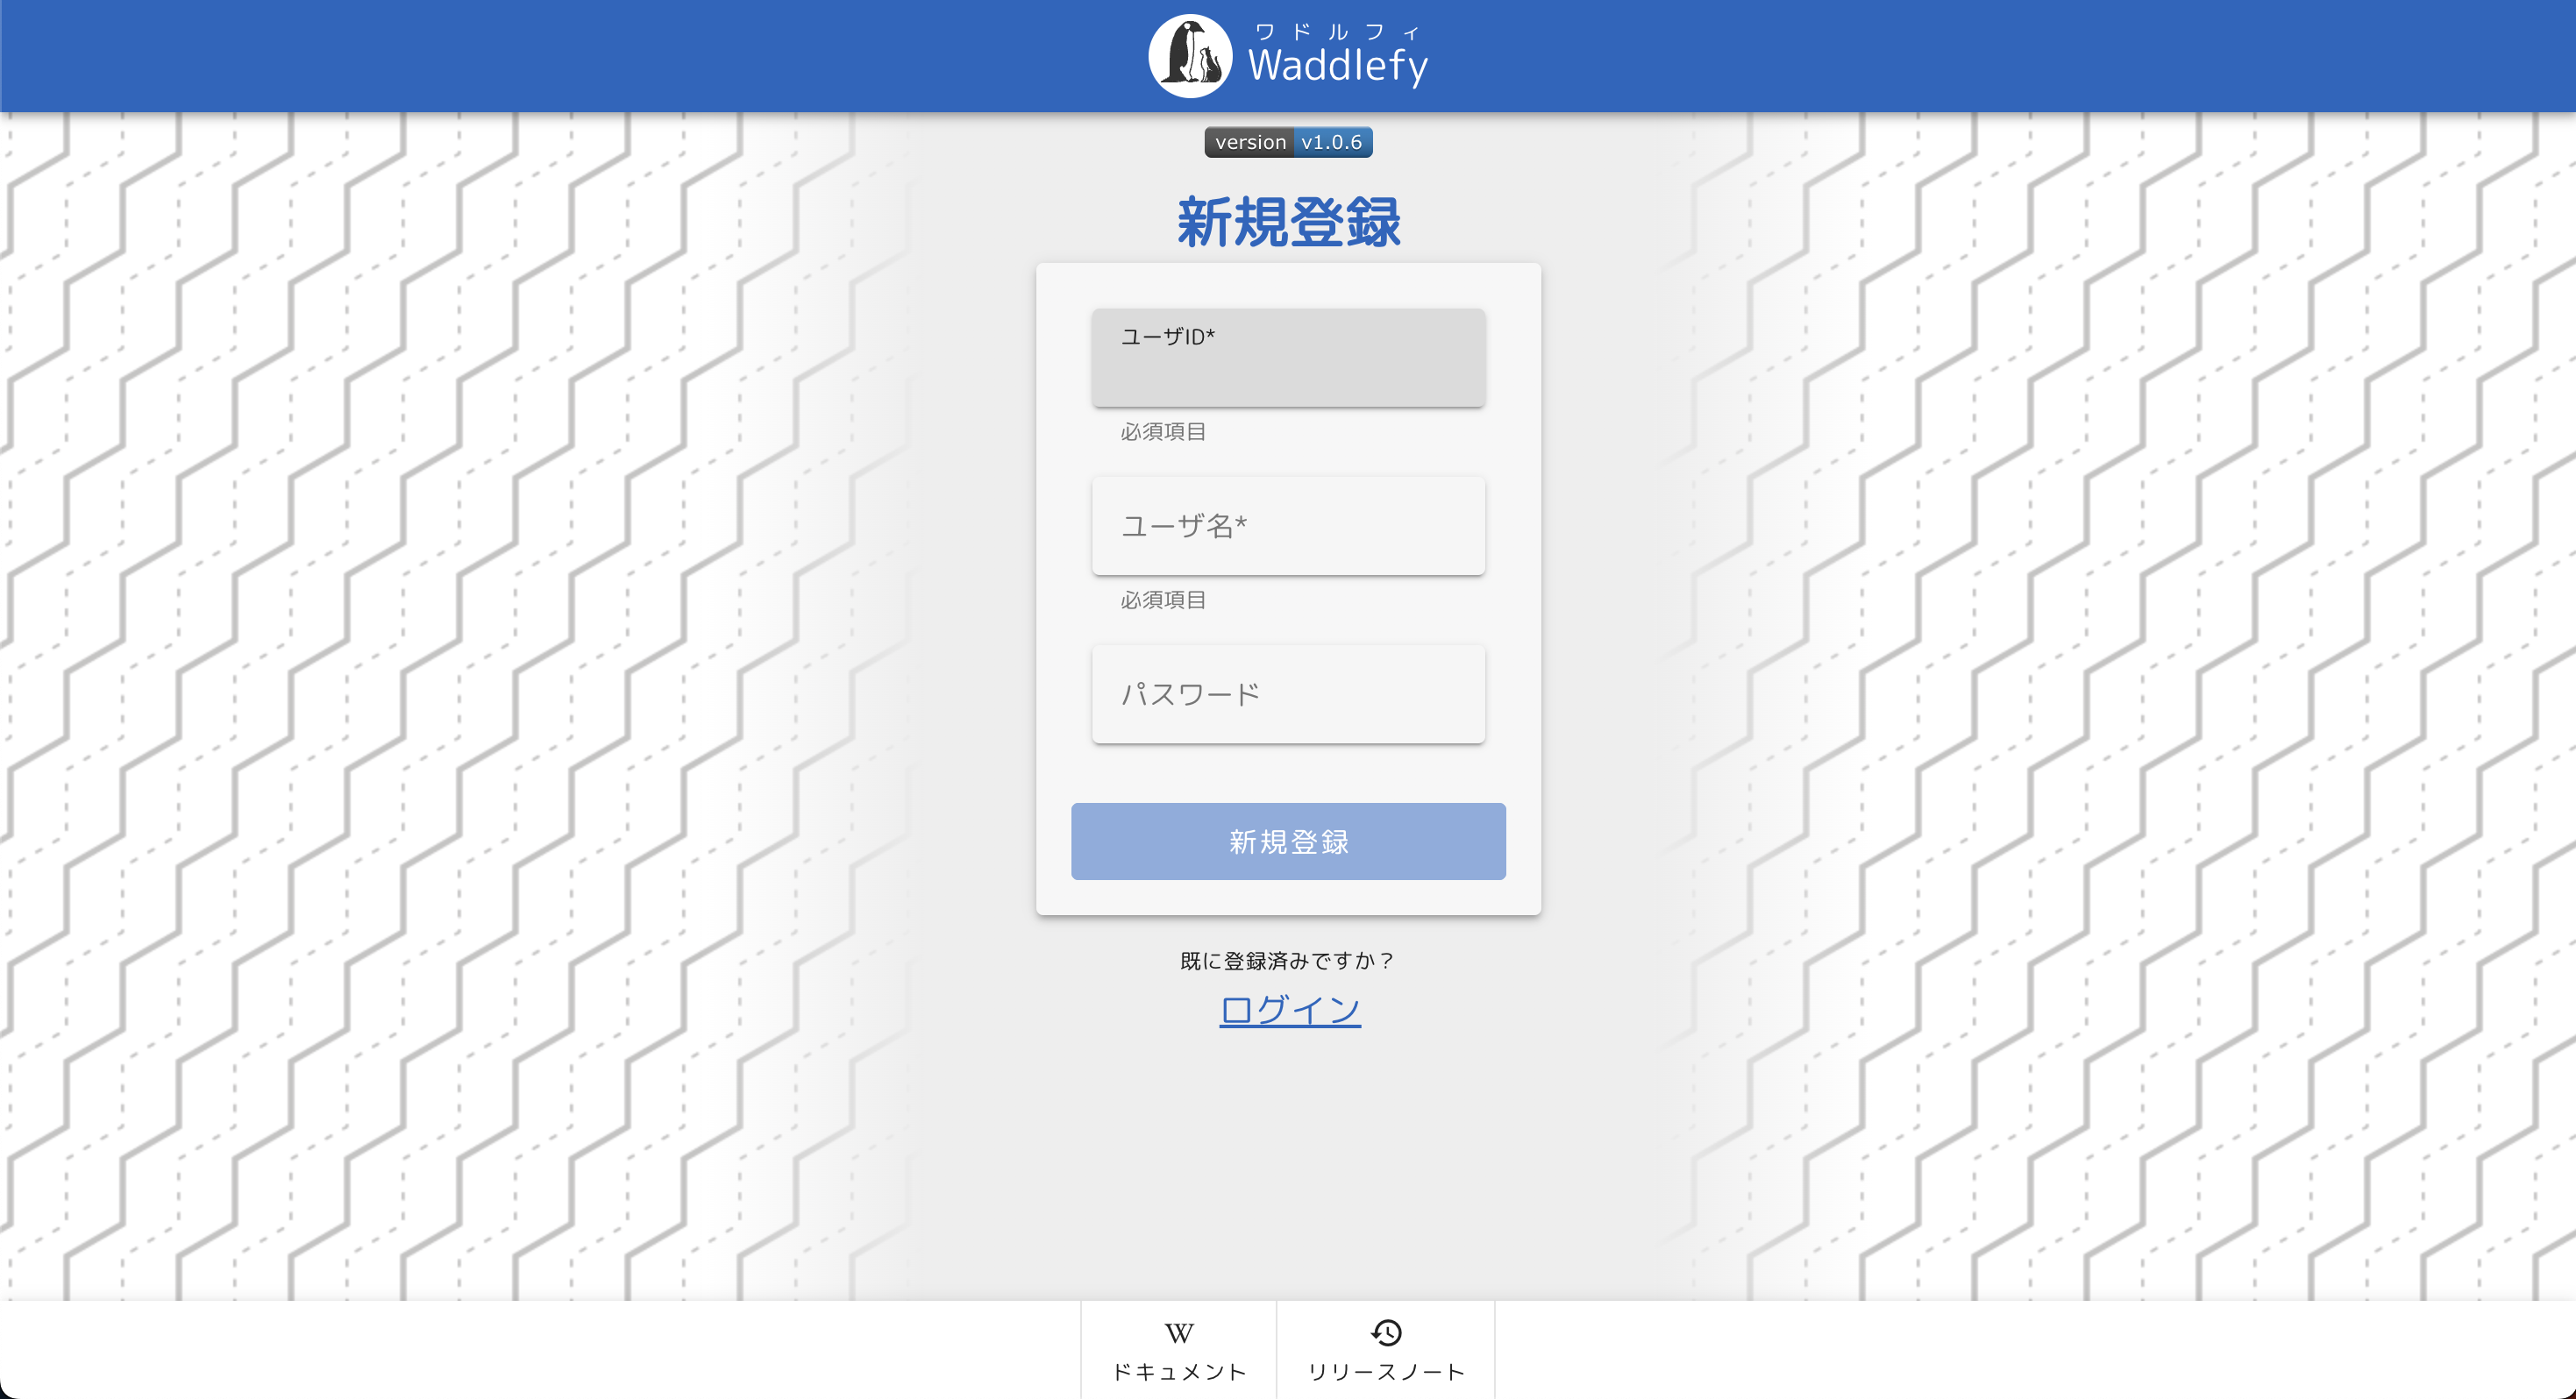 ワドルフィ
Waddlefy
version v1.0.6
新規登録
ユーザID*
必須項目
ユーザ名*
必須項目
パスワード
新規登録
既に登録済みですか？
ログイン
W
ドキュメント
リリースノート